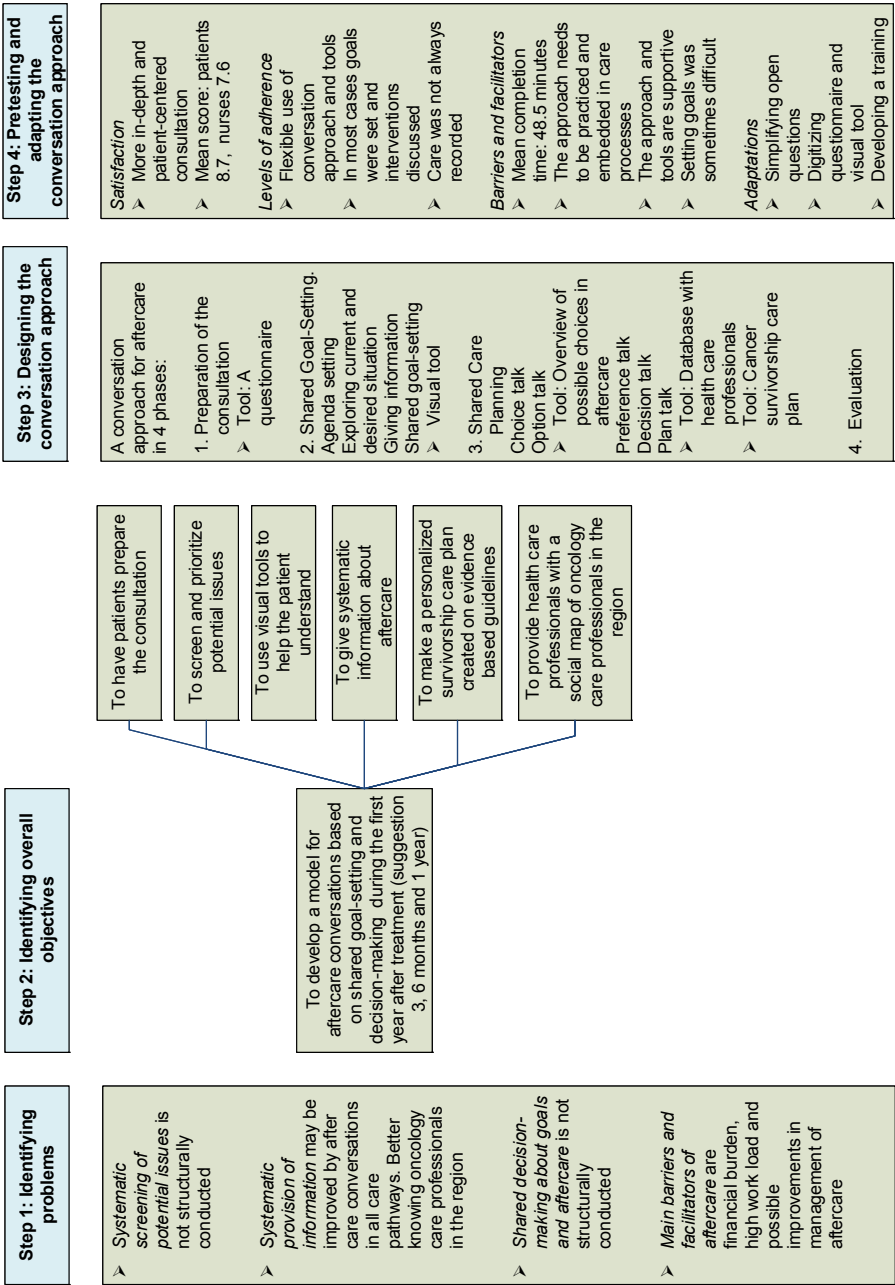 Step 1: Identifying
problems
➢ Systematic
screening of
potential issues is
not structurally
conducted
➢ Systematic
provision of
information may be
improved by after
care conversations
in all care
pathways. Better
knowing oncology
care professionals
in the region
➢ Shared decision-
making about goals
and aftercare is not
structurally
conducted
➢ Main barriers and
facilitators of
aftercare are
financial burden,
high work load and
possible
improvements in
management of
aftercare
Step 2: Identifying overall
objectives
To develop a model for
aftercare conversations based
on shared goal-setting and
decision-making during the first
year after treatment (suggestion
3, 6 months and 1 year)
To have patients prepare
the consultation
To screen and prioritize
potential issues
To use visual tools to
help the patient
understand
To give systematic
information about
aftercare
To make a personalized
survivorship care plan
created on evidence
based guidelines
To provide health care
professionals with a
social map of oncology
care professionals in the
region
Step 3: Designing the
conversation approach
A conversation
approach for aftercare
in 4 phases:
1. Preparation of the
consultation
➢ Tool: A
questionnaire
2. Shared Goal-Setting.
Agenda setting
Exploring current and
desired situation
Giving information
Shared goal-setting
➢ Visual tool
3. Shared Care
Planning
Choice talk
Option talk
➢ Tool: Overview of
possible choices in
aftercare
Preference talk
Decision talk
Plan talk
➢ Tool: Database with
health care
professionals
➢ Tool: Cancer
survivorship care
plan
4. Evaluation
Step 4: Pretesting and
adapting the
conversation approach
Satisfaction
➢ More in-depth and
patient-centered
consultation
➢ Mean score: patients
8.7, nurses 7.6
Levels of adherence
➢ Flexible use of
conversation
approach and tools
➢ In most cases goals
were set and
interventions
discussed
➢ Care was not always
recorded
Barriers and facilitators
➢ Mean completion
time: 48.5 minutes
➢ The approach needs
to be practiced and
embedded in care
processes
➢ The approach and
tools are supportive
➢ Setting goals was
sometimes difficult
Adaptations
➢ Simplifying open
questions
➢ Digitizing
questionnaire and
visual tool
➢ Developing a training